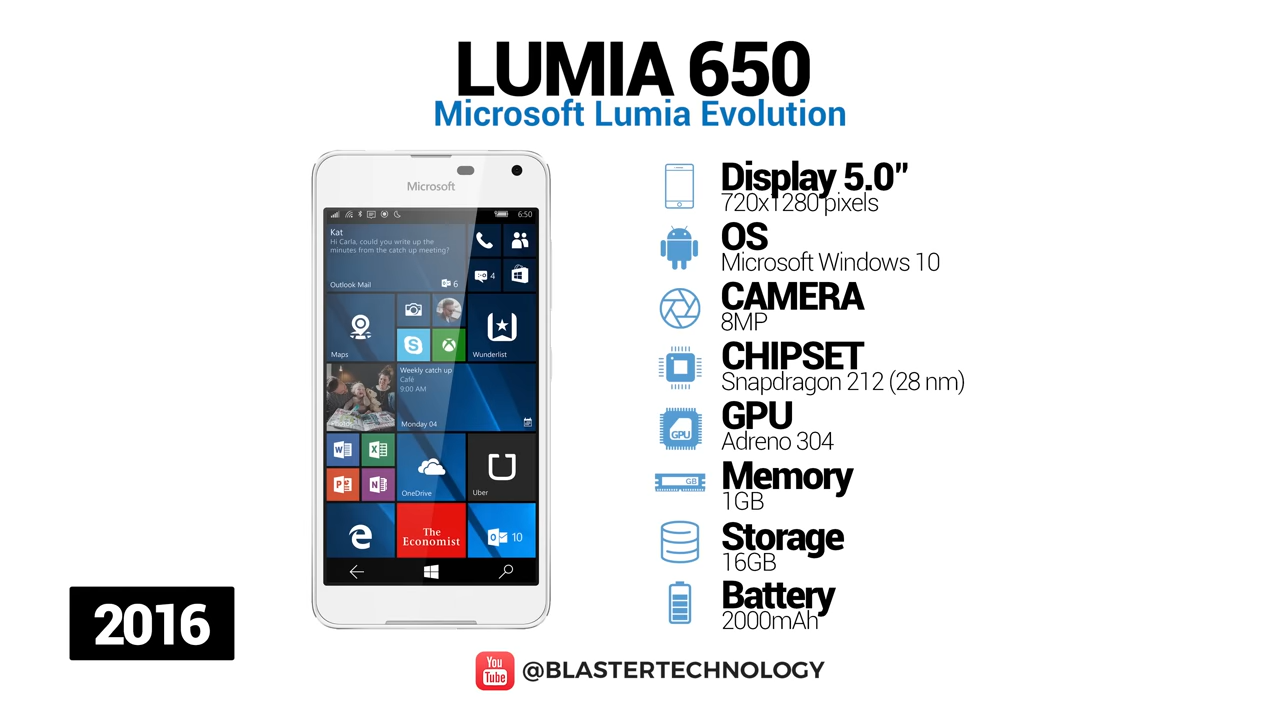 LUMIA 650
Microsoft Lumia Evolution
Microsoft
6:50
Kat
Hi Carla, could you write up the
minutes from the catch up meeting?
Outlook Mail
6
4
Maps
Wunderlist
Weekly catch up
Café
9:00 AM
Monday 04
OneDrive
Uber
The
Economist
10
Display 5.0”
720x1280 pixels
OS
Microsoft Windows 10
CAMERA
8MP
CHIPSET
Snapdragon 212 (28 nm)
GPU
GPU
Adreno 304
Memory
GB
1GB
Storage
16GB
Battery
2000mAh
2016
You
Tube
@BLASTERTECHNOLOGY